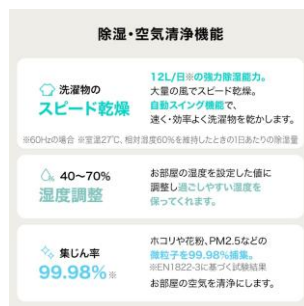 除湿・空気清浄機能
洗濯物の
スピード乾燥
12L/日※の強力除湿能力。
大量の風でスピード乾燥。
自動スイング機能で、
速く・効率よく洗濯物を乾かします。
※60Hzの場合 ※室温27℃、相対湿度60%を維持したときの1日あたりの除湿量
40〜70%
湿度調整
お部屋の湿度を設定した値に
調整し過ごしやすい湿度を
保ってくれます。
集じん率
99.98%※
ホコリや花粉、PM2.5などの
微粒子を99.98%捕集。
※EN1822-3に基づく試験結果
お部屋の空気を清浄にします。